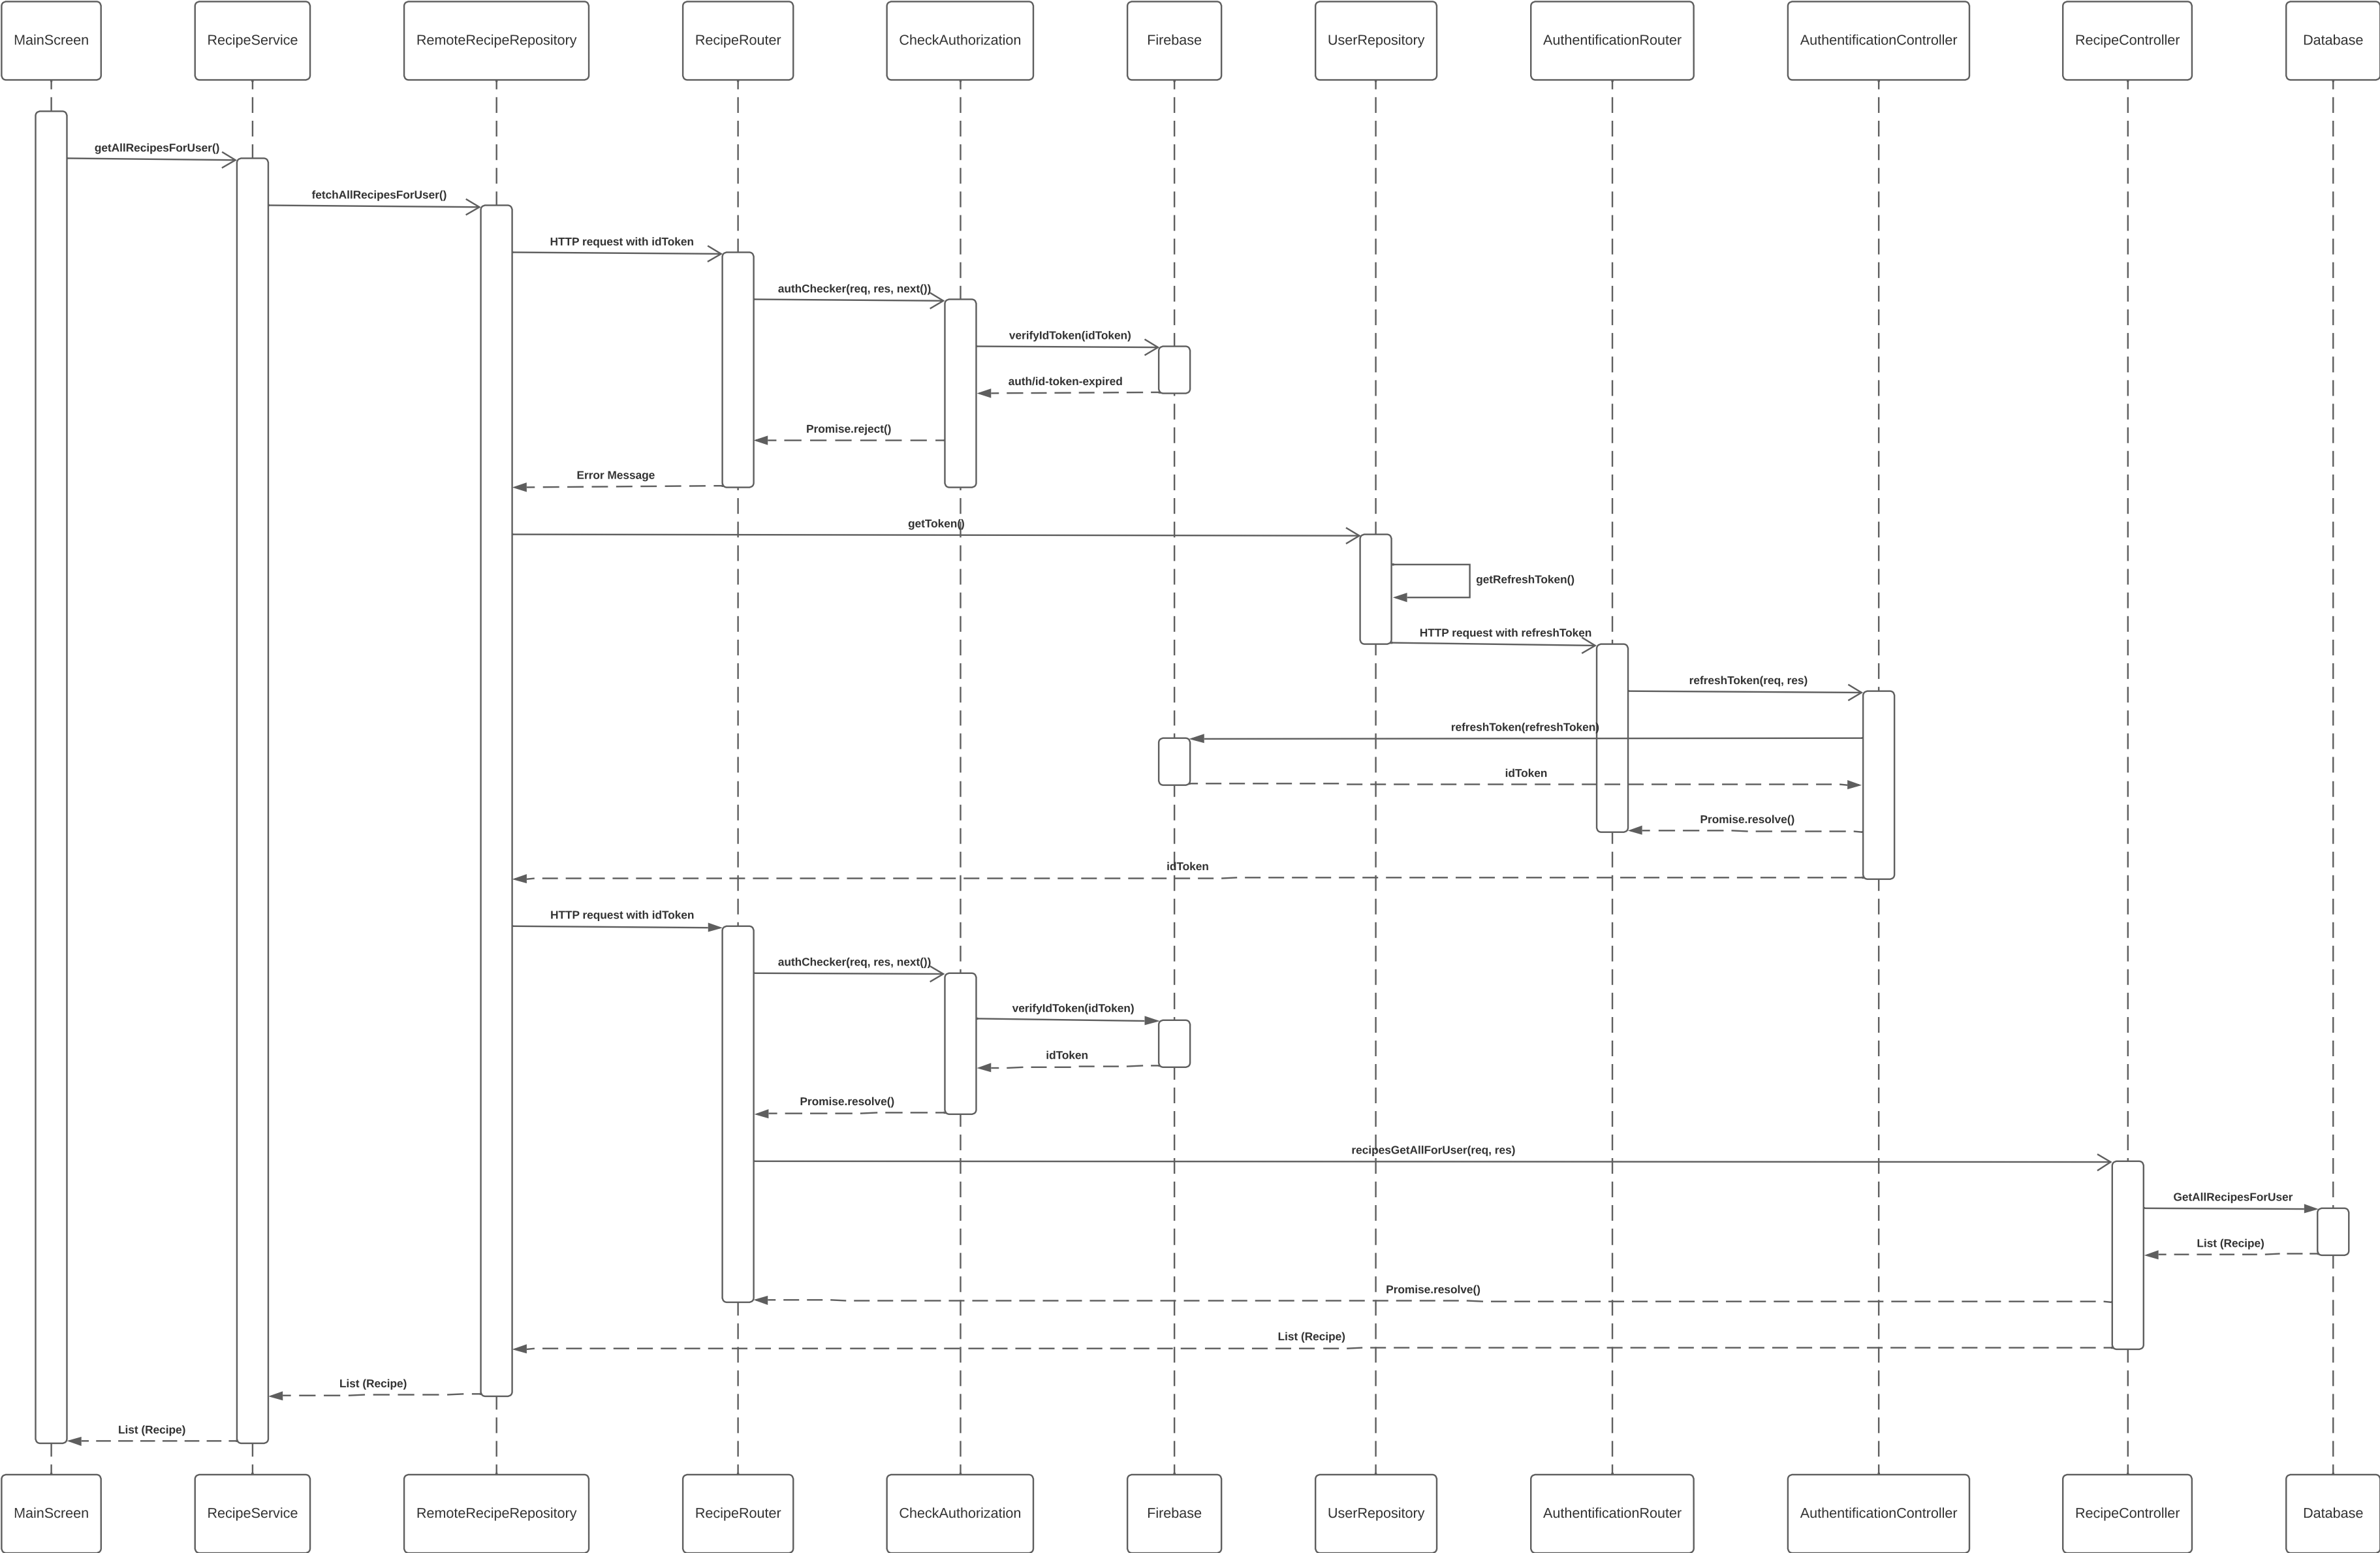 MainScreen
RecipeService
RemoteRecipeRepository
RecipeRouter
CheckAuthorization
Firebase
UserRepository
AuthentificationRouter
AuthentificationController
RecipeController
Database
getAllRecipesForUser()
fetchAllRecipesForUser()
HTTP request with idToken
authChecker(req, res, next())
verifyIdToken(idToken)
auth/id-token-expired
Promise.reject()
Error Message
getToken()
getRefreshToken()
HTTP request with refreshToken
refreshToken(req, res)
refreshToken(refreshToken)
idToken
Promise.resolve()
idToken
HTTP request with idToken
authChecker(req, res, next())
verifyIdToken(idToken)
idToken
Promise.resolve()
recipesGetAllForUser(req, res)
GetAllRecipesForUser
List (Recipe)
Promise.resolve()
List (Recipe)
List (Recipe)
List (Recipe)
MainScreen
RecipeService
RemoteRecipeRepository
RecipeRouter
CheckAuthorization
Firebase
UserRepository
AuthentificationRouter
AuthentificationController
RecipeController
Database